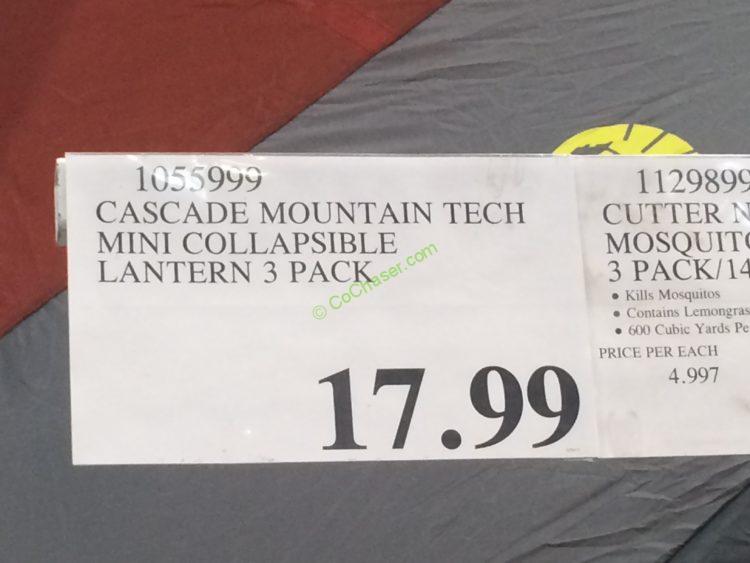 1055999
CASCADE MOUNTAIN TECH
MINI COLLAPSIBLE
LANTERN 3 PACK
© CoChaser.com
17.99
1129899
CUTTER N
MOSQUIT
3 PACK/14
• Kills Mosquitos
• Contains Lemongras
• 600 Cubic Yards Pe
PRICE PER EACH
4.997